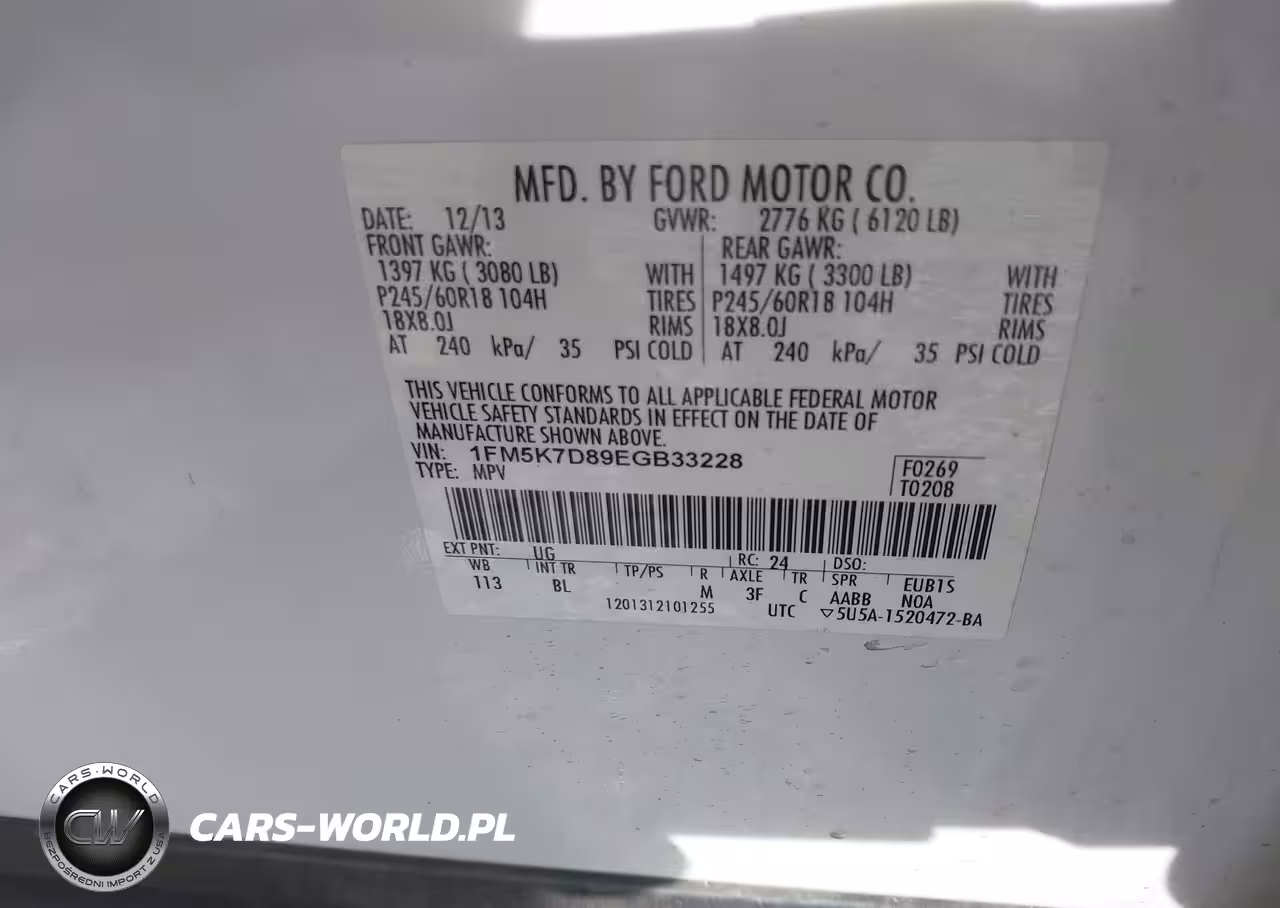 MFD. BY FORD MOTOR CO.
DATE: 12/13 GVWR: 2776 KG ( 6120 LB)
FRONT GAWR: REAR GAWR:
1397 KG ( 3080 LB) WITH 1497 KG ( 3300 LB) WITH
P245/60R18 104H TIRES P245/60R18 104H TIRES
18X8.0J RIMS 18X8.0J RIMS
AT 240 kPa/ 35 PSI COLD AT 240 kPa/ 35 PSI COLD
THIS VEHICLE CONFORMS TO ALL APPLICABLE FEDERAL MOTOR
VEHICLE SAFETY STANDARDS IN EFFECT ON THE DATE OF
MANUFACTURE SHOWN ABOVE.
VIN: 1FM5K7D89EGB33228
TYPE: MPV
F0269
T0208
EXT PNT: UG RC: 24 DSO:
WB INT TR TP/PS R AXLE TR SPR EUB1S
113 BL M 3F C AABB N0A
1201312101255 UTC ▽5U5A-1520472-BA
CARS-WORLD
CW
BEZPOŚREDNI IMPORT Z USA
CARS-WORLD.PL